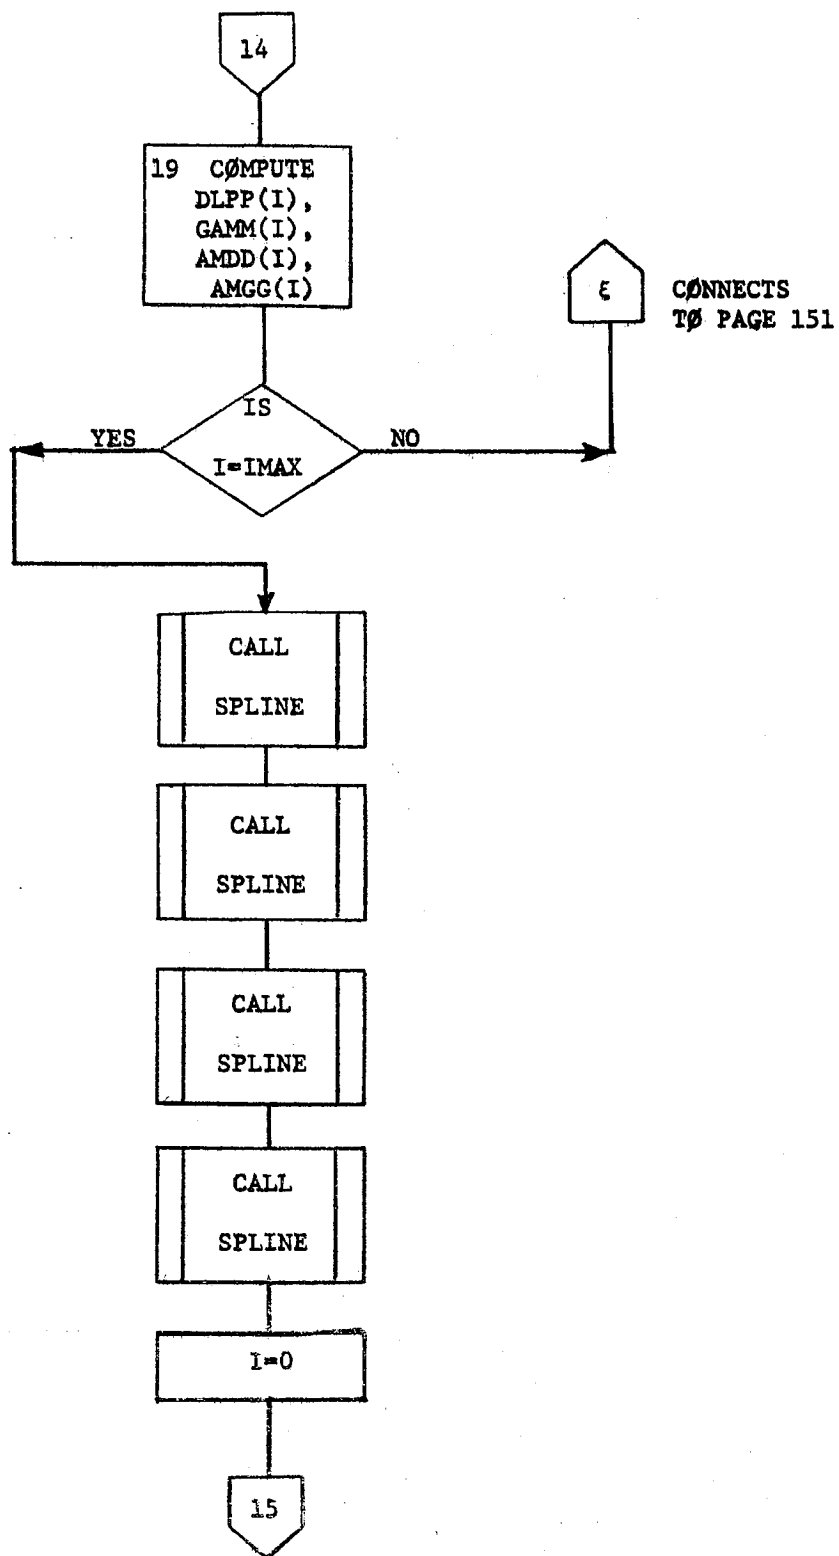 14
19 CØMPUTE
DLPP(I),
GAMM(I),
AMDD(I),
AMGG(I)
ξ
CØNNECTS
TØ PAGE 151
IS
YES
NO
I=IMAX
CALL
SPLINE
CALL
SPLINE
CALL
SPLINE
CALL
SPLINE
I=0
15